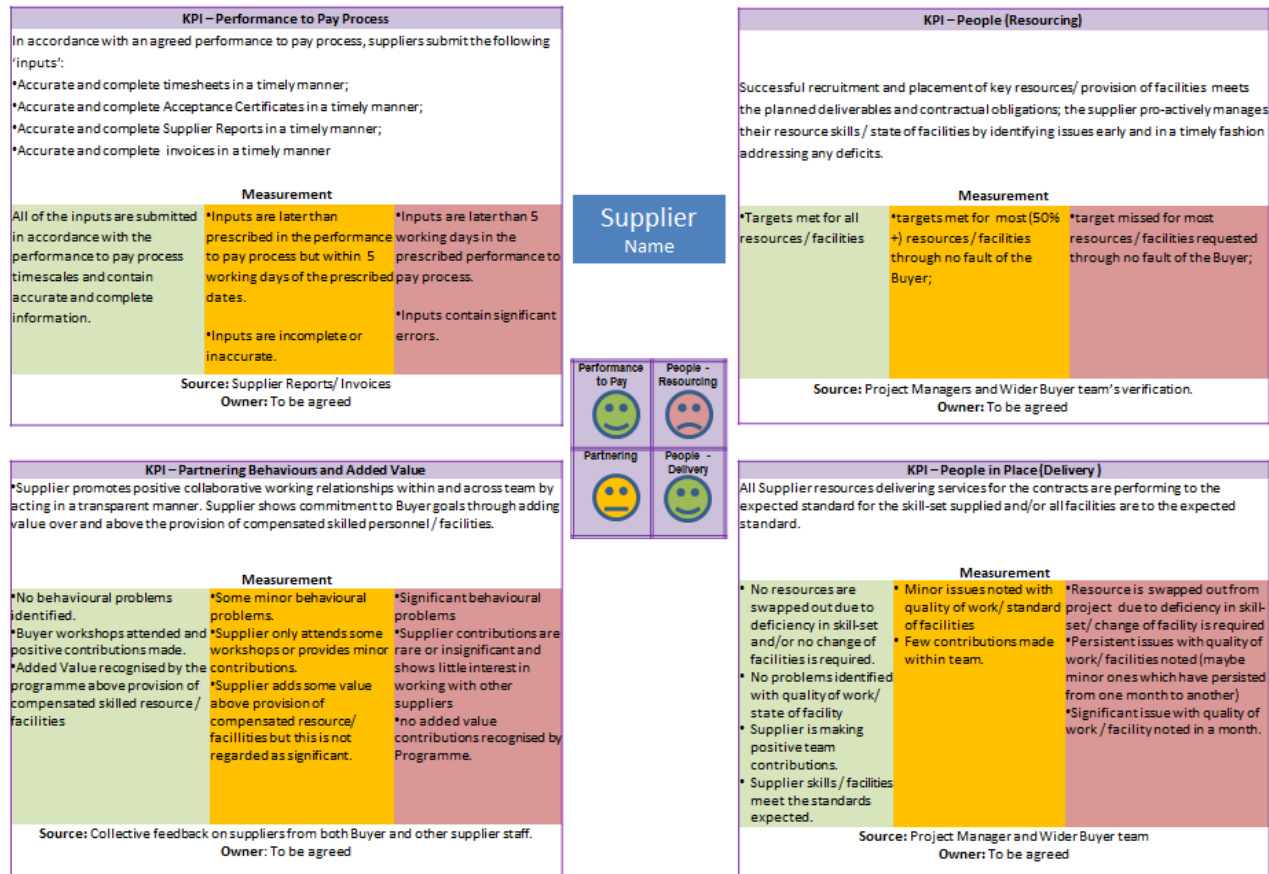 KPI – Performance to Pay Process
In accordance with an agreed performance to pay process, suppliers submit the following
'inputs':
•Accurate and complete timesheets in a timely manner;
•Accurate and complete Acceptance Certificates in a timely manner;
•Accurate and complete Supplier Reports in a timely manner;
•Accurate and complete invoices in a timely manner
Measurement
All of the inputs are submitted
in accordance with the
performance to pay process
timescales and contain
accurate and complete
information.
•Inputs are later than
prescribed in the performance
to pay process but within 5
working days of the prescribed
dates.
•Inputs are incomplete or
inaccurate.
•Inputs are later than 5
working days in the
prescribed performance to
pay process.
•Inputs contain significant
errors.
Source: Supplier Reports/ Invoices
Owner: To be agreed
KPI – People (Resourcing)
Successful recruitment and placement of key resources/ provision of facilities meets
the planned deliverables and contractual obligations; the supplier pro-actively manages
their resource skills / state of facilities by identifying issues early and in a timely fashion
addressing any deficits.
Measurement
•Targets met for all
resources / facilities
•targets met for most (50%
+) resources / facilities
through no fault of the
Buyer;
•target missed for most
resources / facilities requested
through no fault of the Buyer;
Source: Project Managers and Wider Buyer team's verification.
Owner: To be agreed
Supplier
Name
Performance
to Pay
People -
Resourcing
Partnering
People -
Delivery
KPI – Partnering Behaviours and Added Value
•Supplier promotes positive collaborative working relationships within and across team by
acting in a transparent manner. Supplier shows commitment to Buyer goals through adding
value over and above the provision of compensated skilled personnel / facilities.
Measurement
•No behavioural problems
identified.
•Buyer workshops attended and
positive contributions made.
•Added Value recognised by the
programme above provision of
compensated skilled resource /
facilities
•Some minor behavioural
problems.
•Supplier only attends some
workshops or provides minor
contributions.
•Supplier adds some value
above provision of
compensated resource/
facillities but this is not
regarded as significant.
•Significant behavioural
problems
•Supplier contributions are
rare or insignificant and
shows little interest in
working with other
suppliers
•no added value
contributions recognised by
Programme.
Source: Collective feedback on suppliers from both Buyer and other supplier staff.
Owner: To be agreed
KPI – People in Place (Delivery )
All Supplier resources delivering services for the contracts are performing to the
expected standard for the skill-set supplied and/or all facilities are to the expected
standard.
Measurement
• No resources are
swapped out due to
deficiency in skill-set
and/or no change of
facilities is required.
• No problems identified
with quality of work/
state of facility
• Supplier is making
positive team
contributions.
• Supplier skills / facilities
meet the standards
expected.
• Minor issues noted with
quality of work/ standard
of facilities
• Few contributions made
within team.
•Resource is swapped out from
project due to deficiency in skill-
set/ change of facility is required
•Persistent issues with quality of
work/ facilities noted (may be
minor ones which have persisted
from one month to another)
•Significant issue with quality of
work / facility noted in a month.
Source: Project Manager and Wider Buyer team
Owner: To be agreed